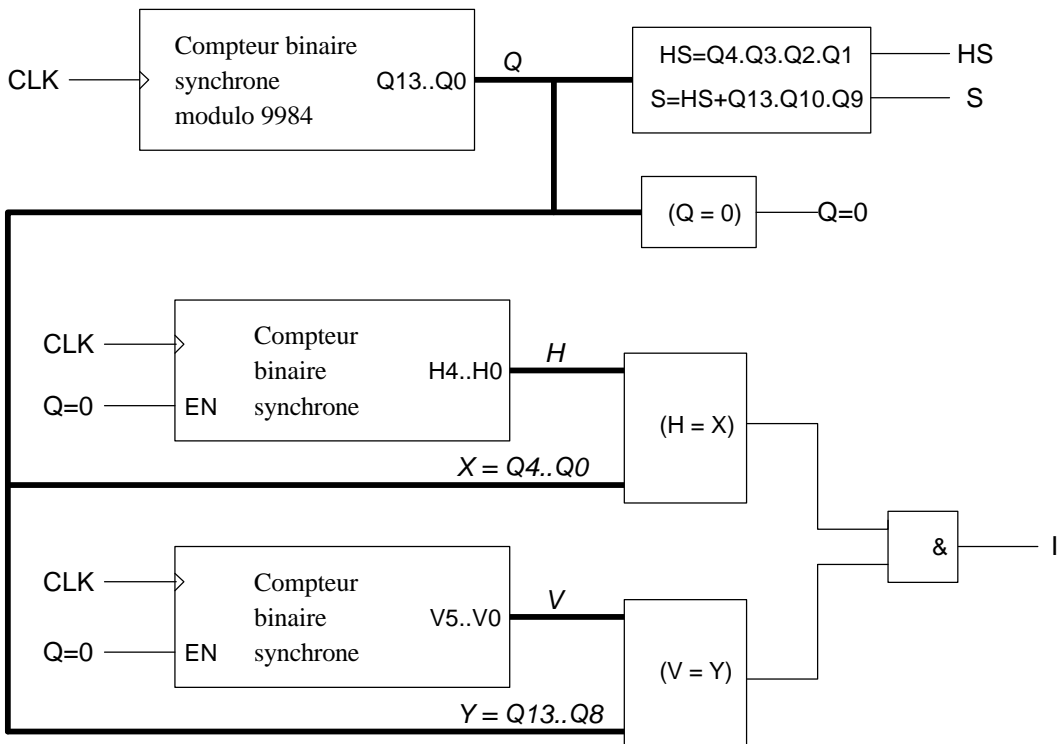 CLK
Compteur binaire
synchrone
modulo 9984
Q13..Q0
Q
HS=Q4.Q3.Q2.Q1
S=HS+Q13.Q10.Q9
HS
S
(Q = 0)
Q=0
CLK
Q=0
EN
Compteur
binaire
synchrone
H4..H0
H
X = Q4..Q0
(H = X)
&
I
CLK
Q=0
EN
Compteur
binaire
synchrone
V5..V0
V
Y = Q13..Q8
(V = Y)